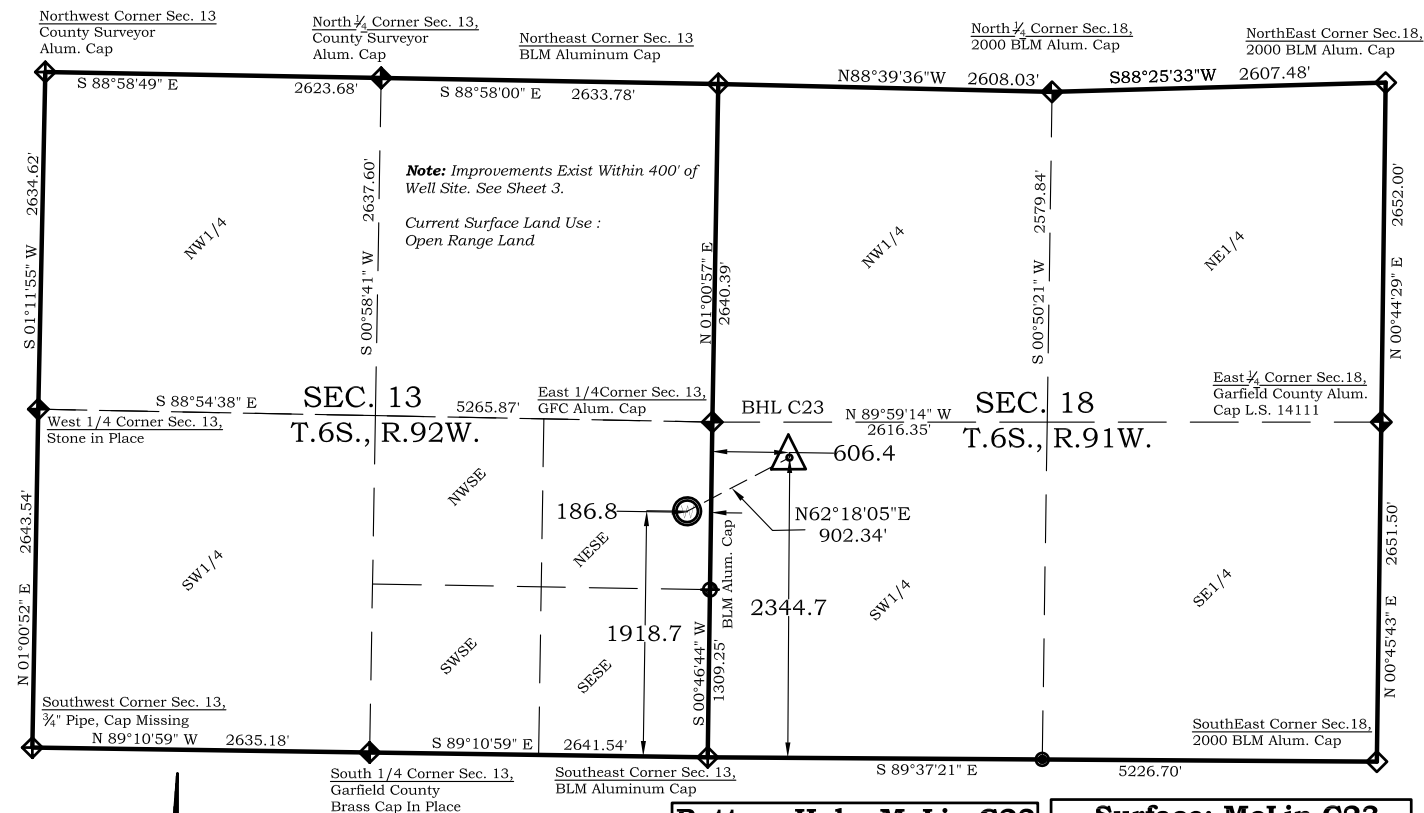 Northwest Corner Sec. 13
County Surveyor
Alum. Cap
North ¼ Corner Sec. 13,
County Surveyor
Alum. Cap
Northeast Corner Sec. 13
BLM Aluminum Cap
North ¼ Corner Sec.18,
2000 BLM Alum. Cap
NorthEast Corner Sec.18,
2000 BLM Alum. Cap
S 88°58'49" E 2623.68'
S 88°58'00" E 2633.78'
N88°39'36"W 2608.03'
S88°25'33"W 2607.48'
S 01°11'55" W 2634.62'
NW1/4
S 00°58'41" W 2637.60'
Note: Improvements Exist Within 400' of
Well Site. See Sheet 3.
Current Surface Land Use :
Open Range Land
N 01°00'57" E
2640.39'
NW1/4
S 00°50'21" W 2579.84'
NE1/4
N 00°44'29" E 2652.00'
S 88°54'38" E
5265.87'
SEC. 13
T.6S., R.92W.
West 1/4 Corner Sec. 13,
Stone in Place
East 1/4Corner Sec. 13,
GFC Alum. Cap
BHL C23
N 89°59'14" W
2616.35'
SEC. 18
T.6S., R.91W.
East ¼ Corner Sec.18,
Garfield County Alum.
Cap L.S. 14111
606.4
186.8
N62°18'05"E
902.34'
NWSE
NESE
BLM Alum. Cap
N 01°00'52" E 2643.54'
SW1/4
SWSE
SESE
1918.7
S 00°46'44" W
1309.25'
2344.7
SW1/4
SE1/4
N 00°45'43" E 2651.50'
Southwest Corner Sec. 13,
¾" Pipe, Cap Missing
N 89°10'59" W 2635.18'
S 89°10'59" E 2641.54'
South 1/4 Corner Sec. 13,
Garfield County
Brass Cap In Place
Southeast Corner Sec. 13,
BLM Aluminum Cap
S 89°37'21" E 5226.70'
SouthEast Corner Sec.18,
2000 BLM Alum. Cap
Surface: McLin C23